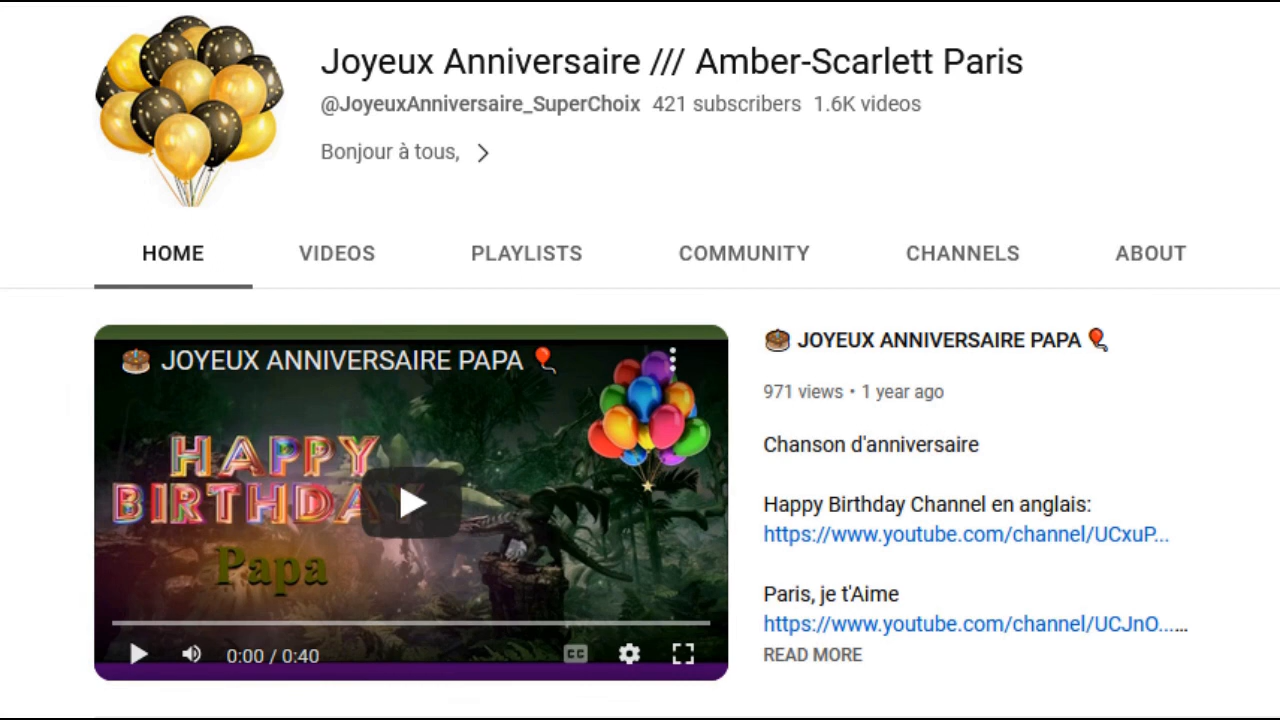 Joyeux Anniversaire /// Amber-Scarlett Paris
@JoyeuxAnniversaire_SuperChoix 421 subscribers 1.6K videos
Bonjour à tous,
HOME VIDEOS PLAYLISTS COMMUNITY CHANNELS ABOUT
JOYEUX ANNIVERSAIRE PAPA
HAPPY
BIRTHDAY
Papa
0:00 / 0:40
CC
JOYEUX ANNIVERSAIRE PAPA
971 views • 1 year ago
Chanson d'anniversaire
Happy Birthday Channel en anglais:
https://www.youtube.com/channel/UCxuP...
Paris, je t'Aime
https://www.youtube.com/channel/UCJnO......
READ MORE